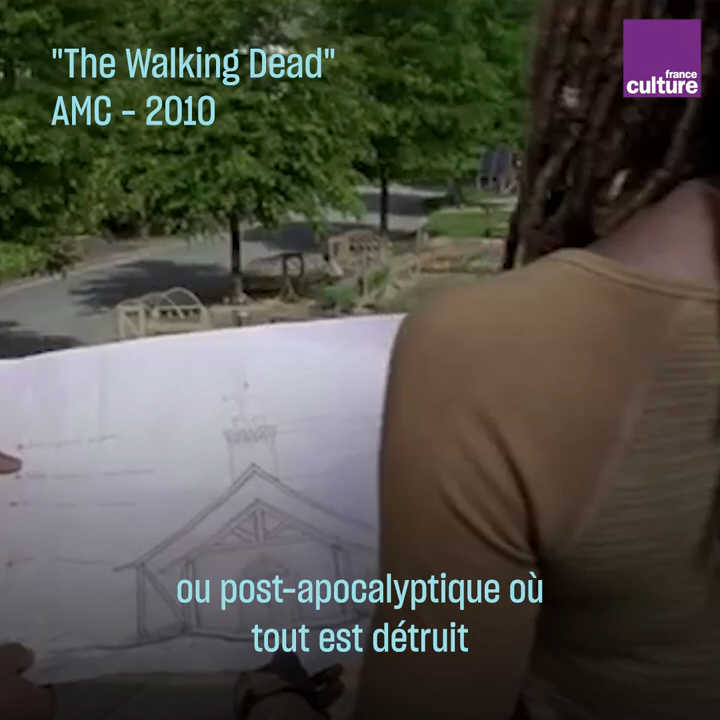 "The Walking Dead"
AMC - 2010
france
culture
ou post-apocalyptique où
tout est détruit